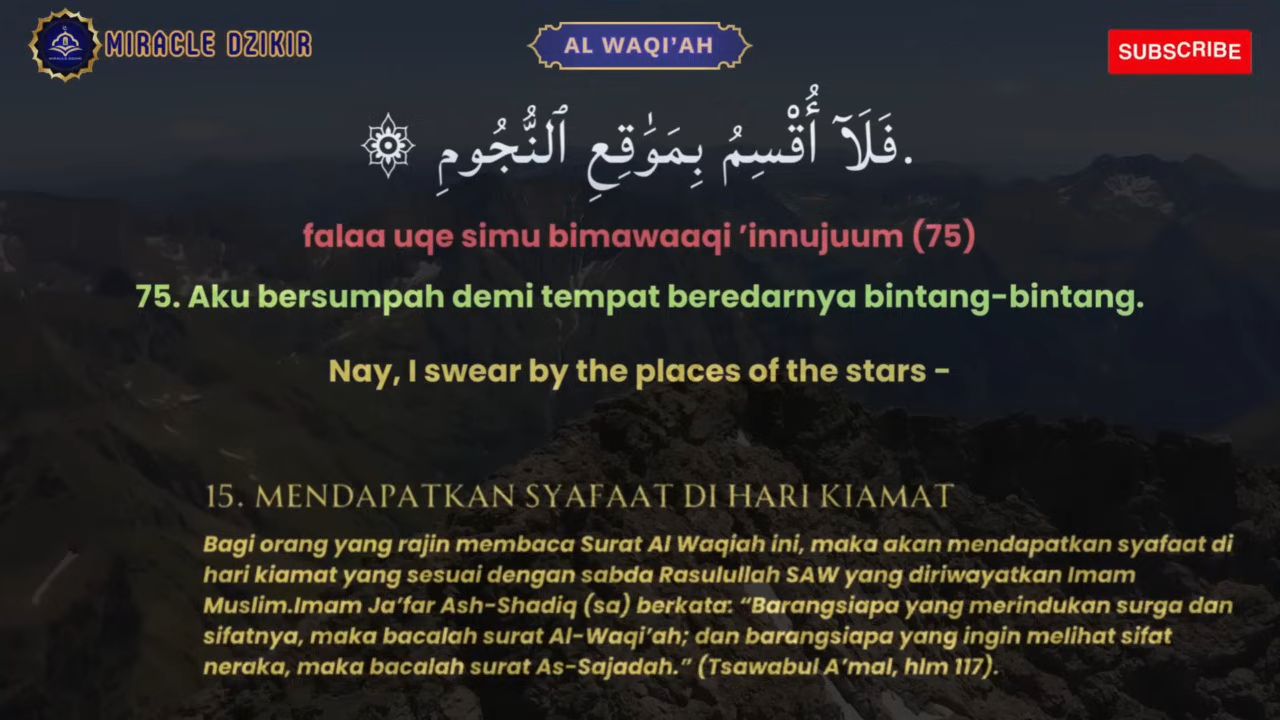 MIRACLE DZIKIR
AL WAQI’AH
SUBSCRIBE
فَلَآ أُقْسِمُ بِمَوَٰقِعِ ٱلنُّجُومِ ۞.
falaa uqe simu bimawaaqi ’innujuum (75)
75. Aku bersumpah demi tempat beredarnya bintang-bintang.
Nay, I swear by the places of the stars -
15. MENDAPATKAN SYAFAAT DI HARI KIAMAT
Bagi orang yang rajin membaca Surat Al Waqiah ini, maka akan mendapatkan syafaat di
hari kiamat yang sesuai dengan sabda Rasulullah SAW yang diriwayatkan Imam
Muslim.Imam Ja’far Ash-Shadiq (sa) berkata: “Barangsiapa yang merindukan surga dan
sifatnya, maka bacalah surat Al-Waqi’ah; dan barangsiapa yang ingin melihat sifat
neraka, maka bacalah surat As-Sajadah.” (Tsawabul A’mal, hlm 117).